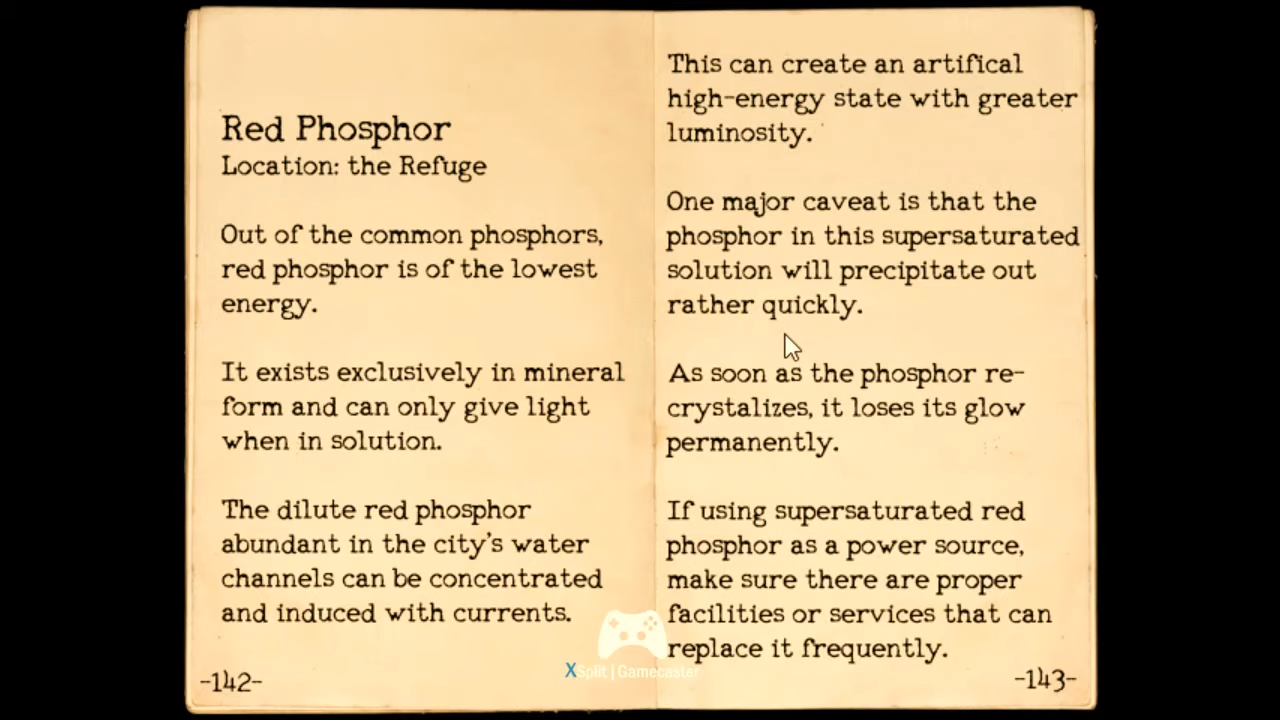 Red Phosphor
Location: the Refuge
Out of the common phosphors,
red phosphor is of the lowest
energy.
It exists exclusively in mineral
form and can only give light
when in solution.
The dilute red phosphor
abundant in the city's water
channels can be concentrated
and induced with currents.
-142-
This can create an artifical
high-energy state with greater
luminosity.
One major caveat is that the
phosphor in this supersaturated
solution will precipitate out
rather quickly.
As soon as the phosphor re-
crystalizes, it loses its glow
permanently.
If using supersaturated red
phosphor as a power source,
make sure there are proper
facilities or services that can
replace it frequently.
-143-
XSplit | Gamecaster